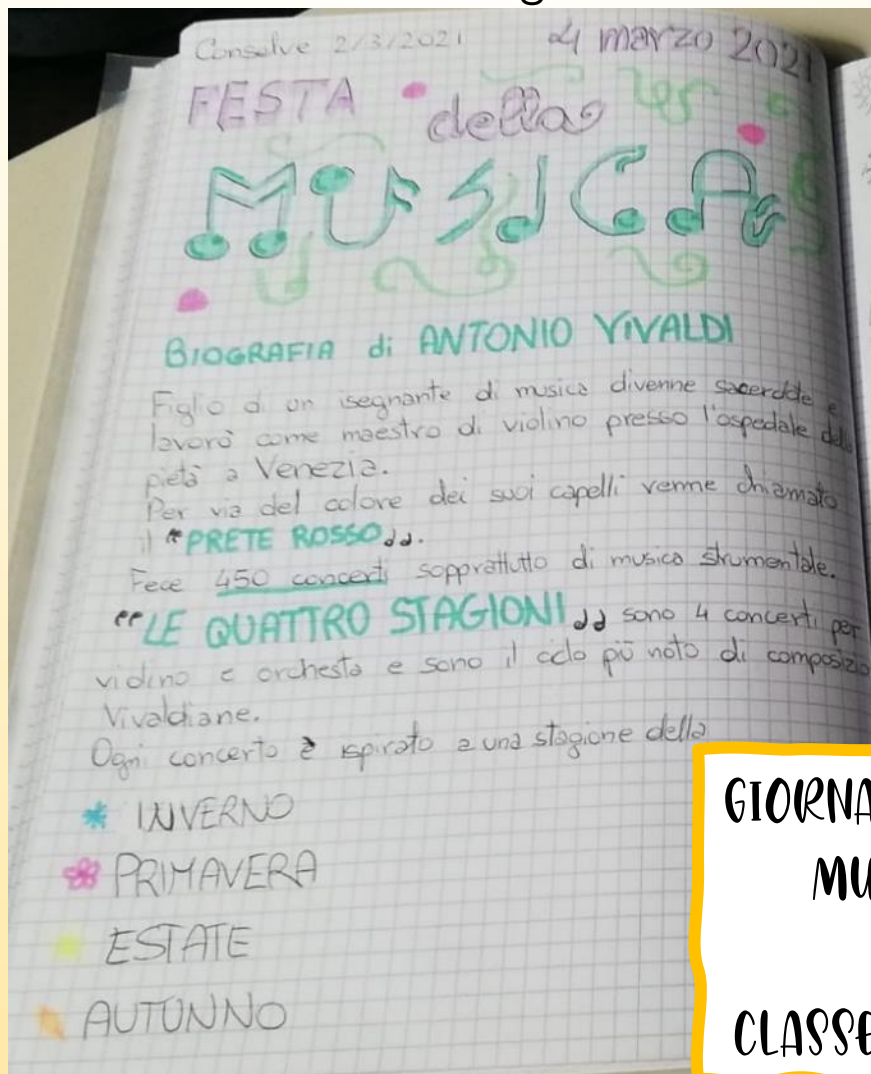 Conselve 2/3/2021
4 marzo 2021
FESTA della
MUSICA
BIOGRAFIA di ANTONIO VIVALDI
Figlio di un isegnante di musica divenne sacerdote e
lavorò come maestro di violino presso l'ospedale della
pietà a Venezia.
Per via del colore dei suoi capelli venne chiamato
il "PRETE ROSSO".
Fece 450 concerti sopprattutto di musica strumentale.
"LE QUATTRO STAGIONI" sono 4 concerti per
violino e orchesta e sono il ciclo più noto di composizio
Vivaldiane.
Ogni concerto è ispirato a una stagione della
INVERNO
PRIMAVERA
ESTATE
AUTUNNO
GIORNA
MU
CLASSE